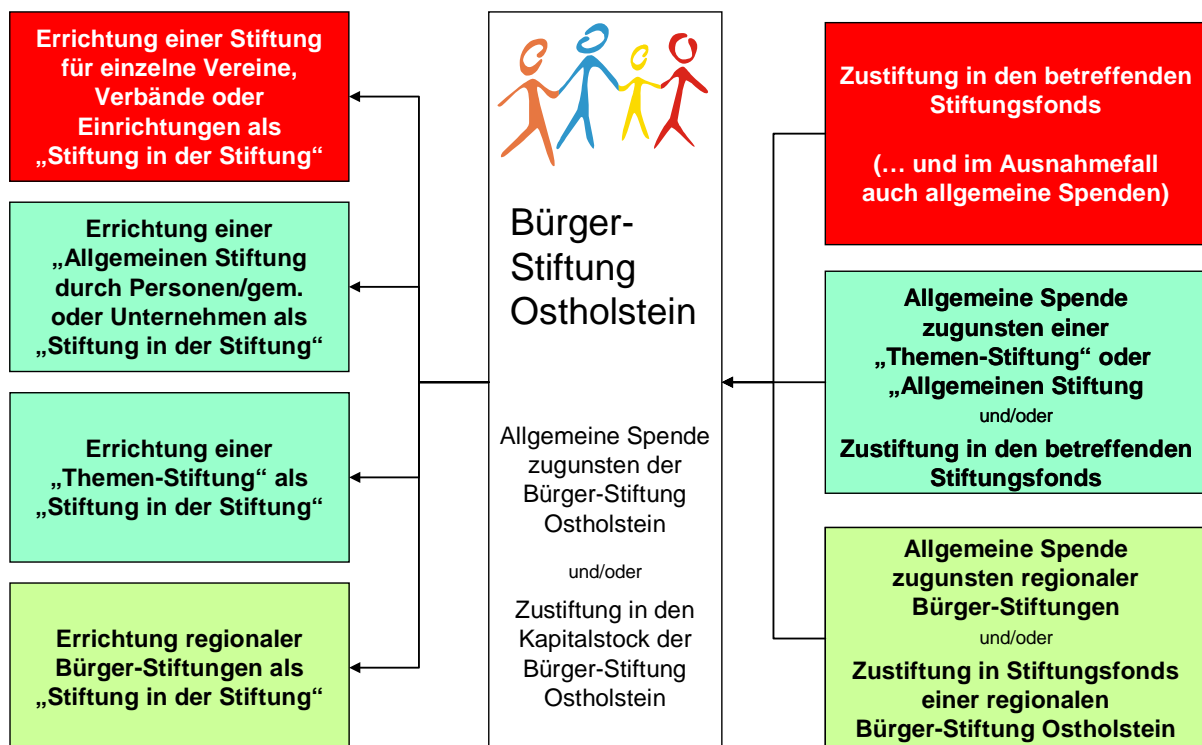 Errichtung einer Stiftung
für einzelne Vereine,
Verbände oder
Einrichtungen als
„Stiftung in der Stiftung“
Errichtung einer
„Allgemeinen Stiftung
durch Personen/gem.
oder Unternehmen als
„Stiftung in der Stiftung“
Errichtung einer
„Themen-Stiftung“ als
„Stiftung in der Stiftung“
Errichtung regionaler
Bürger-Stiftungen als
„Stiftung in der Stiftung“
Bürger-
Stiftung
Ostholstein
Allgemeine Spende
zugunsten der
Bürger-Stiftung
Ostholstein
und/oder
Zustiftung in den
Kapitalstock der
Bürger-Stiftung
Ostholstein
Zustiftung in den betreffenden
Stiftungsfonds
(… und im Ausnahmefall
auch allgemeine Spenden)
Allgemeine Spende
zugunsten einer
„Themen-Stiftung“ oder
„Allgemeinen Stiftung
und/oder
Zustiftung in den betreffenden
Stiftungsfonds
Allgemeine Spende
zugunsten regionaler
Bürger-Stiftungen
und/oder
Zustiftung in Stiftungsfonds
einer regionalen
Bürger-Stiftung Ostholstein